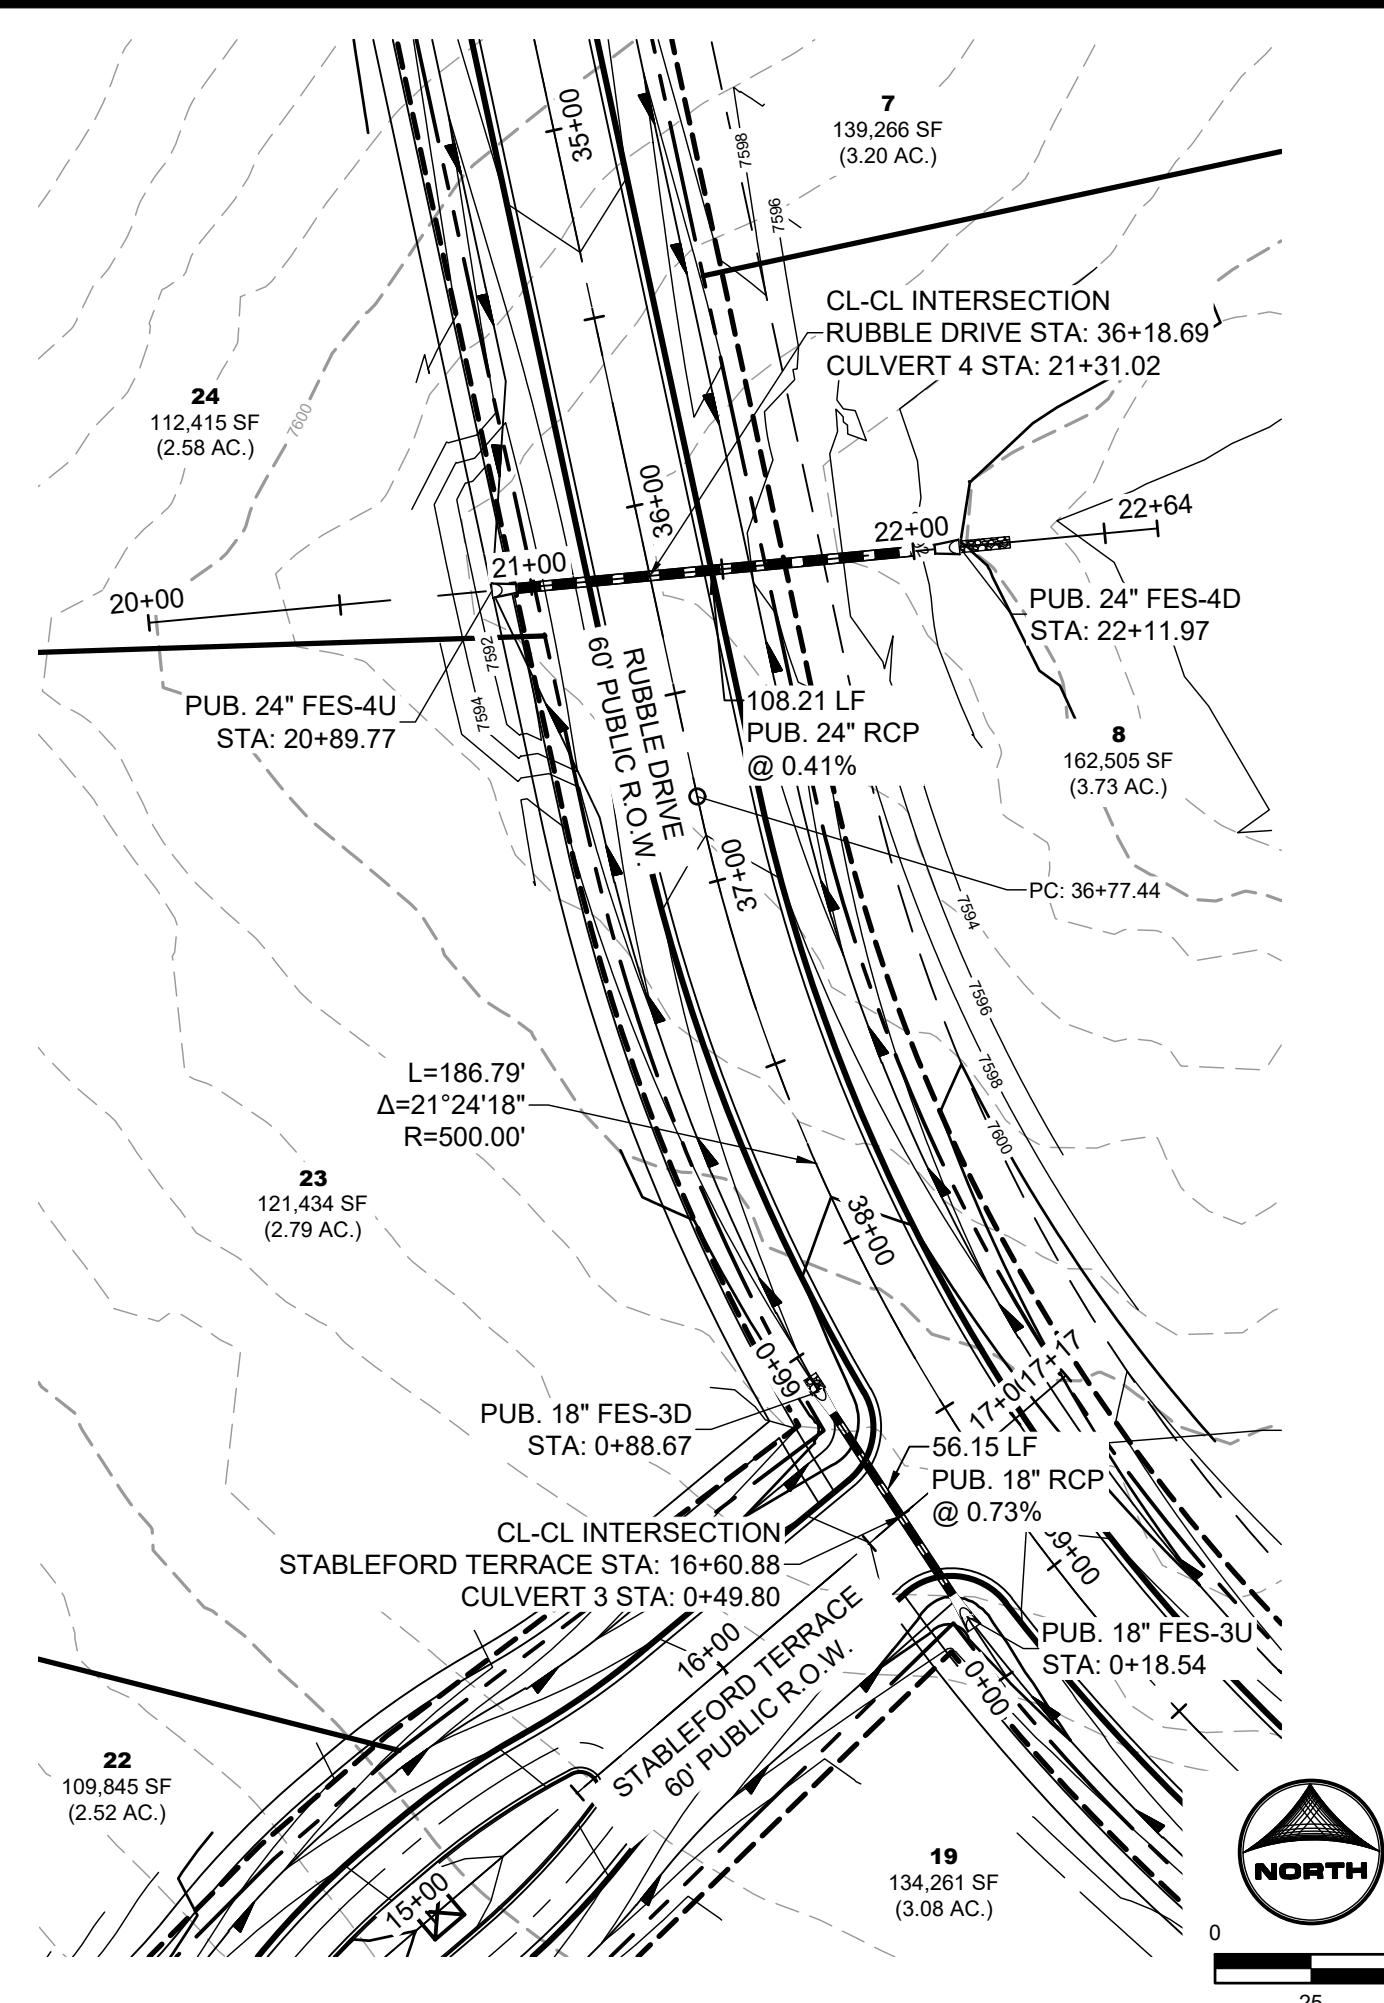 7
139,266 SF
(3.20 AC.)
35+00
7598
7596
CL-CL INTERSECTION
RUBBLE DRIVE STA: 36+18.69
CULVERT 4 STA: 21+31.02
24
112,415 SF
(2.58 AC.)
7600
36+00
22+00
22+64
21+00
20+00
PUB. 24" FES-4D
STA: 22+11.97
7592
7594
PUB. 24" FES-4U
STA: 20+89.77
RUBBLE DRIVE
60' PUBLIC R.O.W.
108.21 LF
PUB. 24" RCP
@ 0.41%
8
162,505 SF
(3.73 AC.)
37+00
PC: 36+77.44
7594
7596
7598
7600
L=186.79'
Δ=21°24'18"
R=500.00'
23
121,434 SF
(2.79 AC.)
38+00
0+99
17+17
PUB. 18" FES-3D
STA: 0+88.67
56.15 LF
PUB. 18" RCP
@ 0.73%
CL-CL INTERSECTION
STABLEFORD TERRACE STA: 16+60.88
CULVERT 3 STA: 0+49.80
16+00
STABLEFORD TERRACE
60' PUBLIC R.O.W.
PUB. 18" FES-3U
STA: 0+18.54
0+00
22
109,845 SF
(2.52 AC.)
15+00
19
134,261 SF
(3.08 AC.)
NORTH
0
25